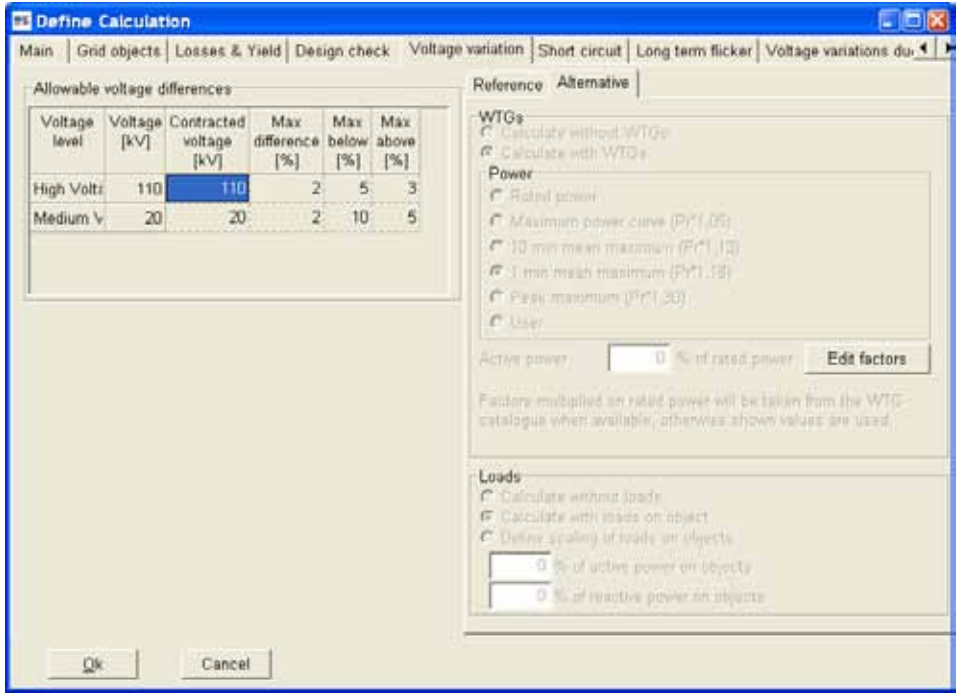 Define Calculation
Main Grid objects Losses & Yield Design check Voltage variation Short circuit Long term flicker Voltage variations du
Allowable voltage differences
Voltage level Voltage [kV] Contracted voltage [kV] Max difference [%] Max below [%] Max above [%]
High Volta 110 110 2 5 3
Medium V 20 20 2 10 5
Reference Alternative
WTGs
Calculate without WTGs
Calculate with WTGs
Power
Rated power
Maximum power curve (Pr*1,05)
10 min mean maximum (Pr*1,10)
1 min mean maximum (Pr*1,18)
Peak maximum (Pr*1,30)
User
Active power 0 % of rated power Edit factors
Factors multiplied on rated power will be taken from the WTG
catalogue when available, otherwise shown values are used.
Loads
Calculate without loads
Calculate with loads on object
Define scaling of loads on objects
0 % of active power on objects
0 % of reactive power on objects
Ok Cancel